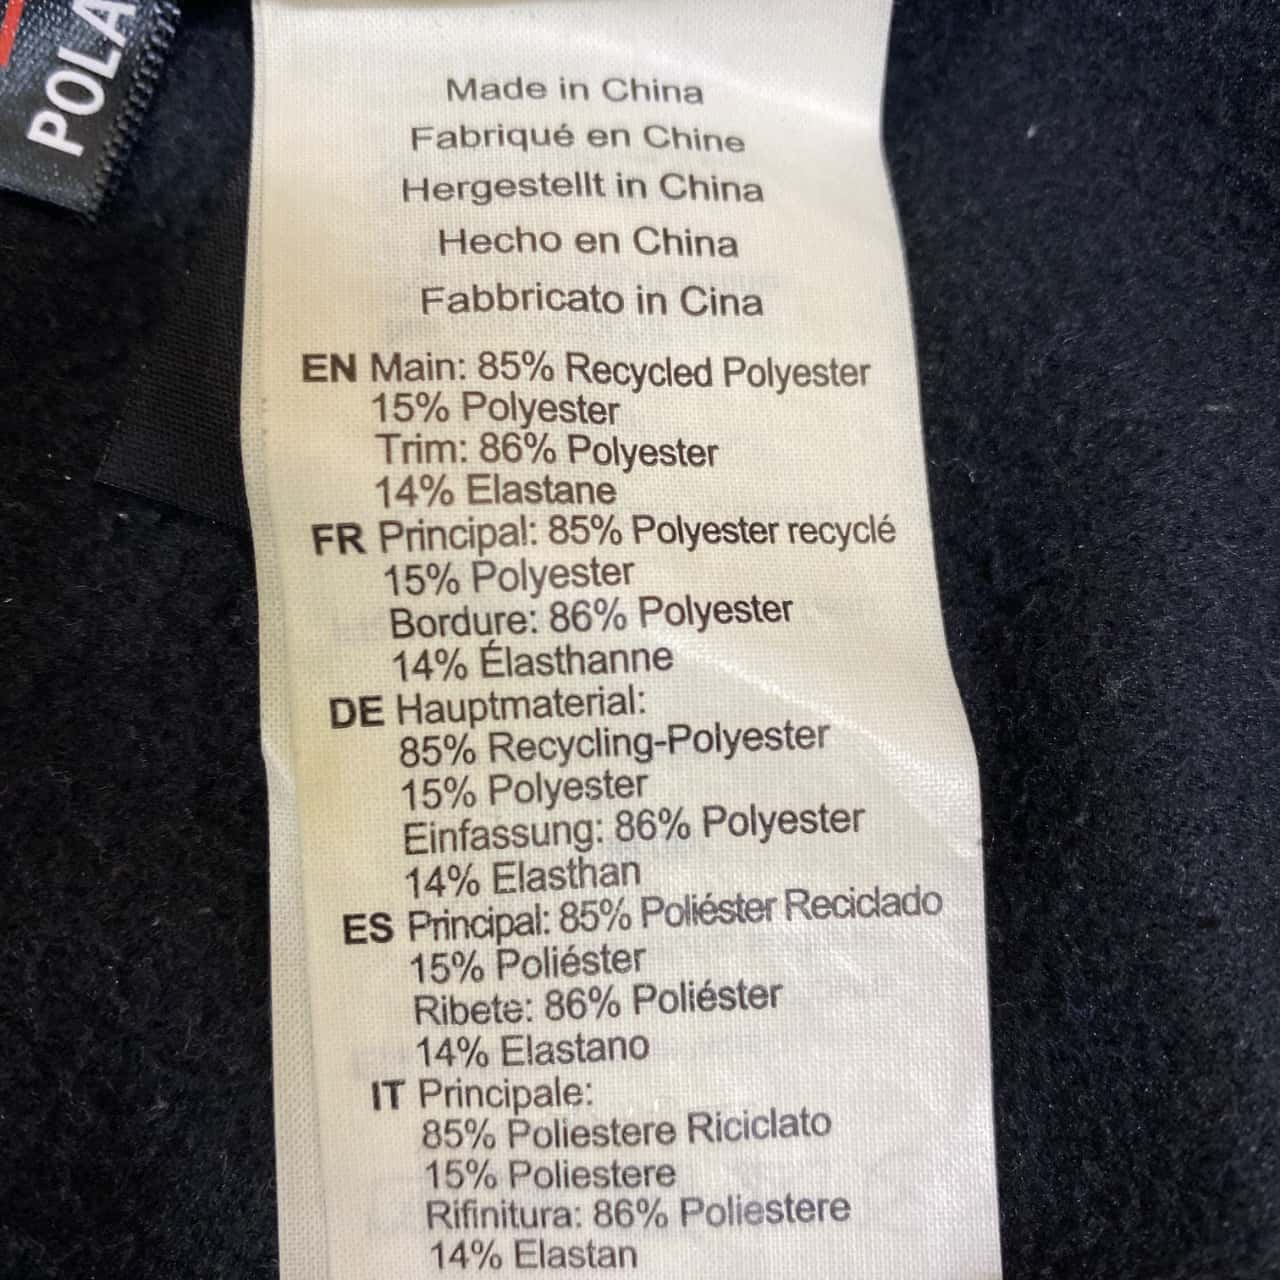 POLA
Made in China
Fabriqué en Chine
Hergestellt in China
Hecho en China
Fabbricato in Cina
EN Main: 85% Recycled Polyester
15% Polyester
Trim: 86% Polyester
14% Elastane
FR Principal: 85% Polyester recyclé
15% Polyester
Bordure: 86% Polyester
14% Élasthanne
DE Hauptmaterial:
85% Recycling-Polyester
15% Polyester
Einfassung: 86% Polyester
14% Elasthan
ES Principal: 85% Poliéster Reciclado
15% Poliéster
Ribete: 86% Poliéster
14% Elastano
IT Principale:
85% Poliestere Riciclato
15% Poliestere
Rifinitura: 86% Poliestere
14% Elastan